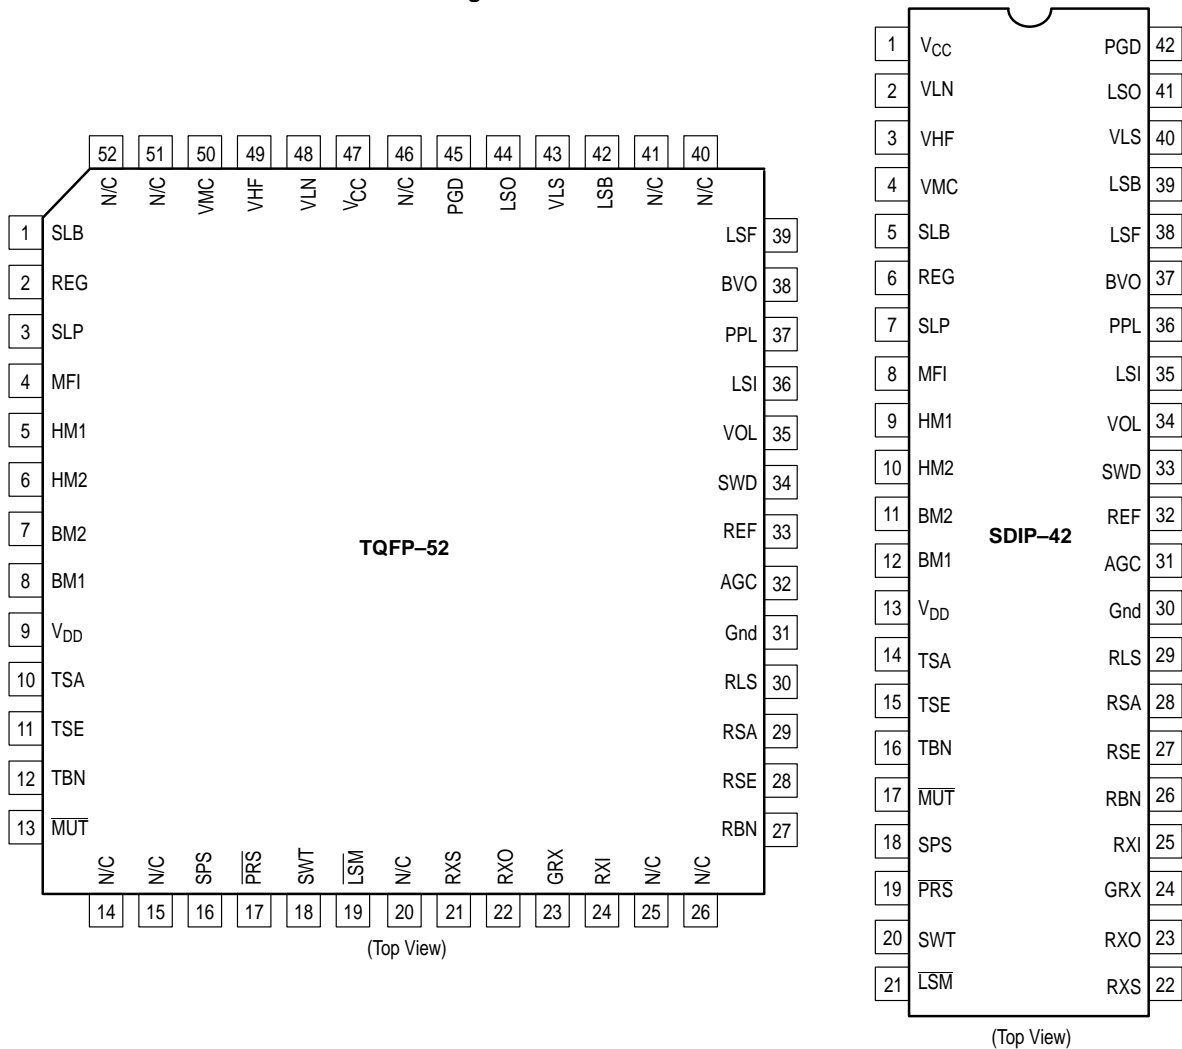 52 51 50 49 48 47 46 45 44 43 42 41 40
N/C N/C VMC VHF VLN VCC N/C PGD LSO VLS LSB N/C N/C
1 SLB LSF 39
2 REG BVO 38
3 SLP PPL 37
4 MFI LSI 36
5 HM1 VOL 35
6 HM2 SWD 34
7 BM2 REF 33
TQFP–52
8 BM1 AGC 32
9 VDD Gnd 31
10 TSA RLS 30
11 TSE RSA 29
12 TBN RSE 28
13 M̅U̅T̅ RBN 27
N/C N/C SPS P̅R̅S̅ SWT L̅S̅M̅ N/C RXS RXO GRX RXI N/C N/C
14 15 16 17 18 19 20 21 22 23 24 25 26
(Top View)
1 VCC PGD 42
2 VLN LSO 41
3 VHF VLS 40
4 VMC LSB 39
5 SLB LSF 38
6 REG BVO 37
7 SLP PPL 36
8 MFI LSI 35
9 HM1 VOL 34
10 HM2 SWD 33
11 BM2 REF 32
SDIP–42
12 BM1 AGC 31
13 VDD Gnd 30
14 TSA RLS 29
15 TSE RSA 28
16 TBN RSE 27
17 M̅U̅T̅ RBN 26
18 SPS RXI 25
19 P̅R̅S̅ GRX 24
20 SWT RXO 23
21 L̅S̅M̅ RXS 22
(Top View)